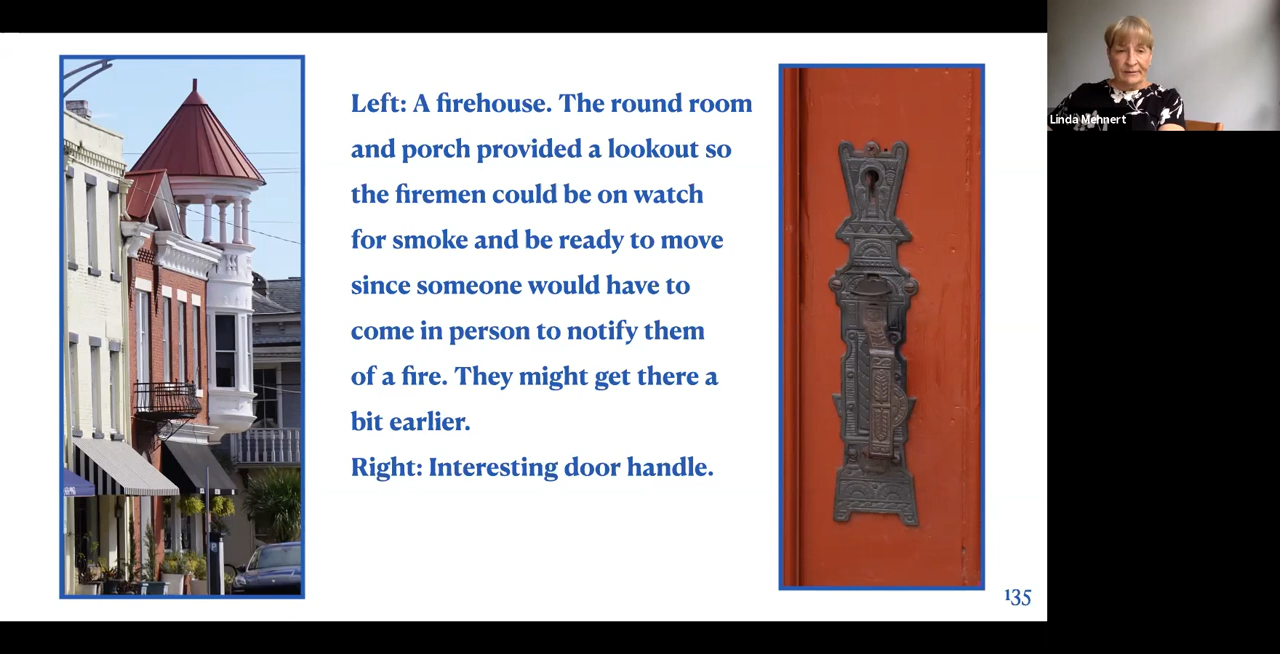 Left: A firehouse. The round room
and porch provided a lookout so
the firemen could be on watch
for smoke and be ready to move
since someone would have to
come in person to notify them
of a fire. They might get there a
bit earlier.
Right: Interesting door handle.
135
Linda Mehnert